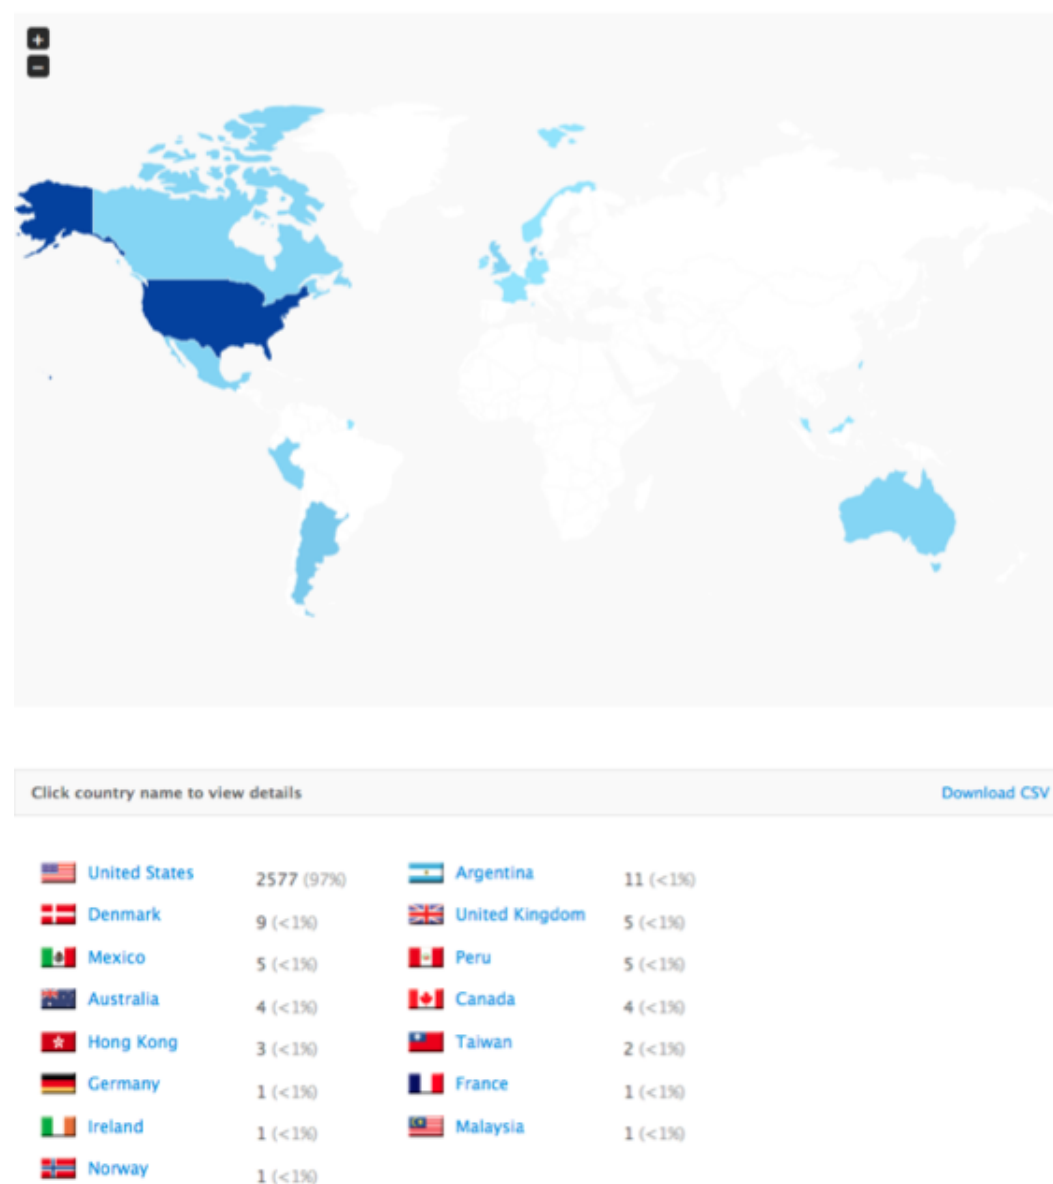 +
−
Click country name to view details Download CSV
United States 2577 (97%) Argentina 11 (<1%)
Denmark 9 (<1%) United Kingdom 5 (<1%)
Mexico 5 (<1%) Peru 5 (<1%)
Australia 4 (<1%) Canada 4 (<1%)
Hong Kong 3 (<1%) Taiwan 2 (<1%)
Germany 1 (<1%) France 1 (<1%)
Ireland 1 (<1%) Malaysia 1 (<1%)
Norway 1 (<1%)